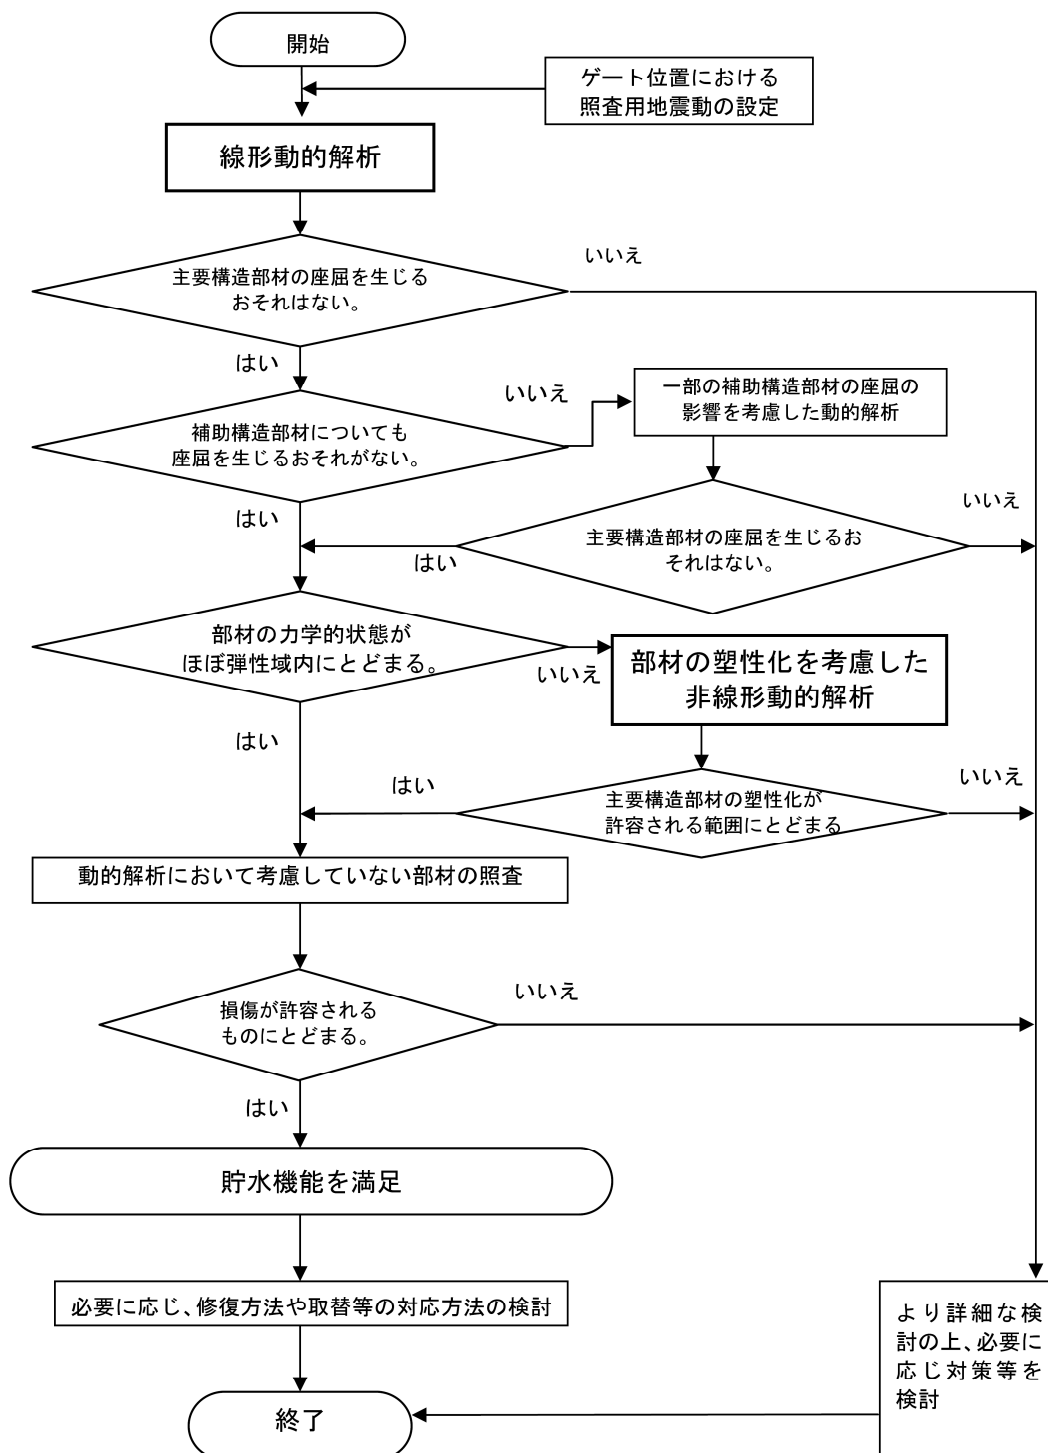 開始
ゲート位置における
照査用地震動の設定
線形動的解析
いいえ
主要構造部材の座屈を生じる
おそれはない。
はい
いいえ
一部の補助構造部材の座屈の
影響を考慮した動的解析
補助構造部材についても
座屈を生じるおそれがない。
はい
いいえ
主要構造部材の座屈を生じるお
それはない。
はい
部材の力学的状態が
ほぼ弾性域内にとどまる。
いいえ
部材の塑性化を考慮した
非線形動的解析
はい
はい
いいえ
主要構造部材の塑性化が
許容される範囲にとどまる
動的解析において考慮していない部材の照査
いいえ
損傷が許容される
ものにとどまる。
はい
貯水機能を満足
必要に応じ、修復方法や取替等の対応方法の検討
より詳細な検
討の上、必要に
応じ対策等を
検討
終了